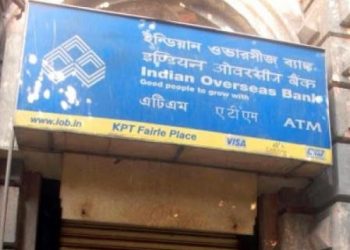 ইন্ডিয়ান ওভারসীজ ব্যাঙ্ক
इण्डियन ओवरसीज बैंक
Indian Overseas Bank
Good people to grow with
এটিএম एटीएम ATM
www.iob.in KPT Fairle Place VISA